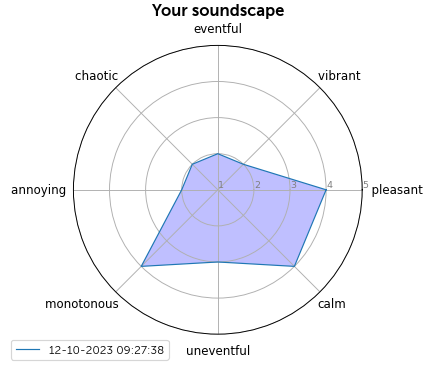 Your soundscape
eventful
chaotic
vibrant
annoying
1 2 3 4 5
pleasant
monotonous
calm
uneventful
12-10-2023 09:27:38